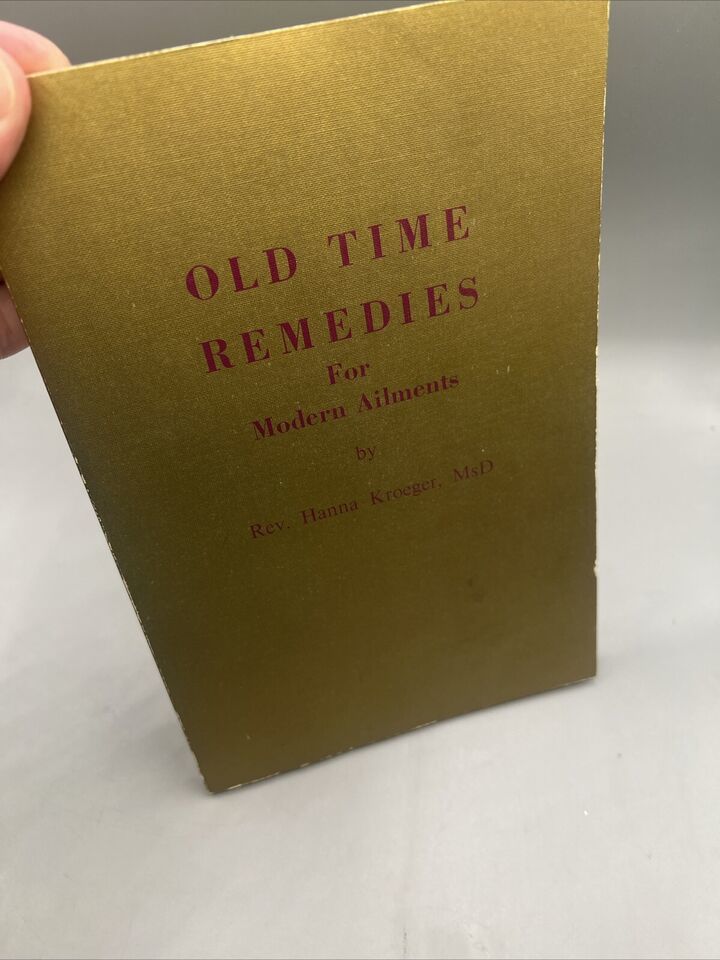 OLD TIME
REMEDIES
For
Modern Ailments
by
Rev. Hanna Kroeger, MsD